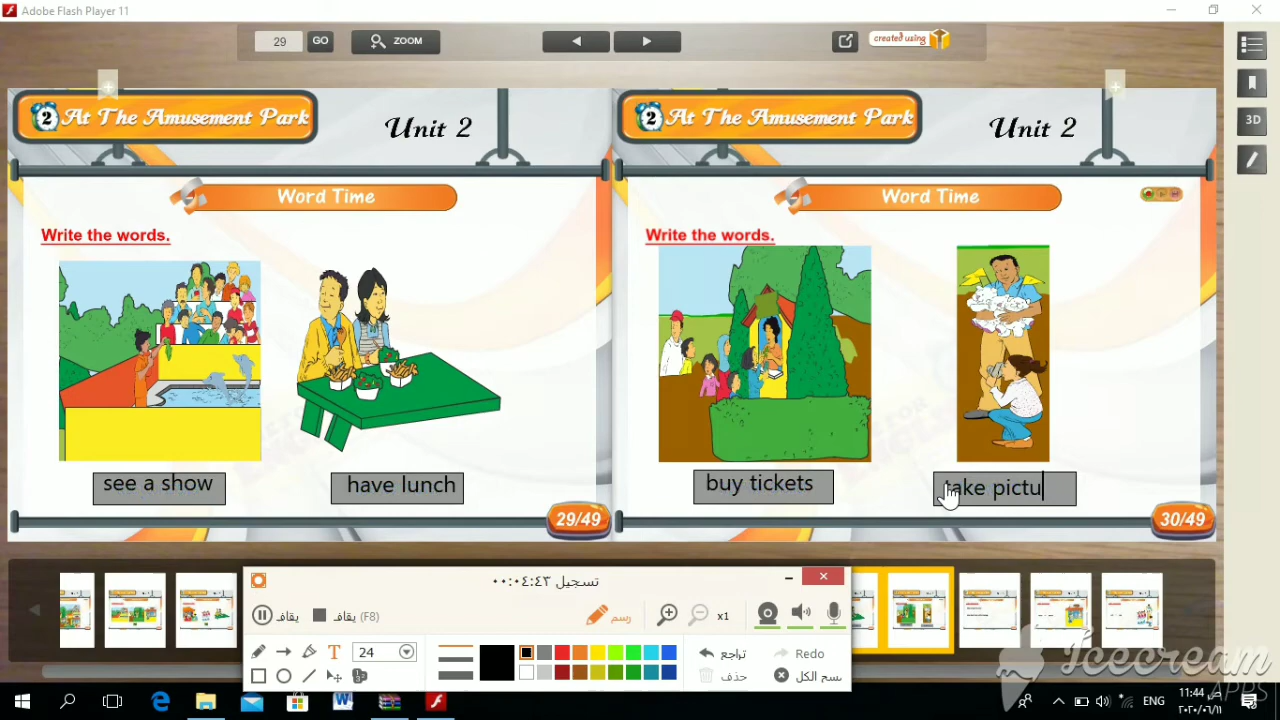 Adobe Flash Player 11
29
GO
ZOOM
created using
3D
2 At The Amusement Park
Unit 2
Word Time
Write the words.
see a show
have lunch
29/49
2 At The Amusement Park
Unit 2
Word Time
Write the words.
buy tickets
take pictu
30/49
تسجيل ٠٠:٠٤:٤٣
يقاف
يقاف (F8)
رسم
x1
T
24
تراجع
Redo
حذف
مسح الكل
Icecream
APPS
W
ENG
11:44 ص